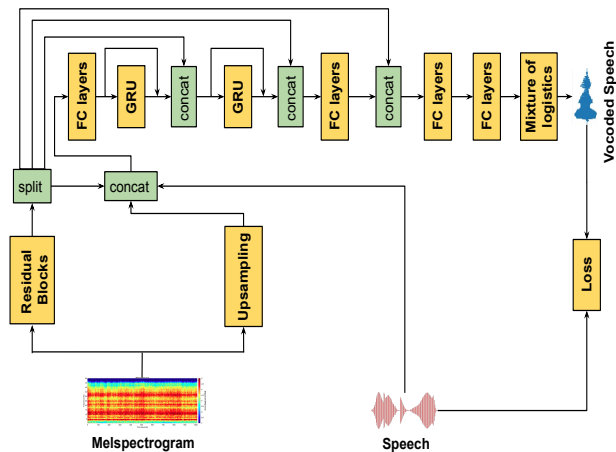 FC layers
GRU
concat
GRU
concat
FC layers
concat
FC layers
FC layers
Mixture of
logistics
Vocoded Speech
split
concat
Residual
Blocks
Upsampling
Loss
Melspectrogram
Speech